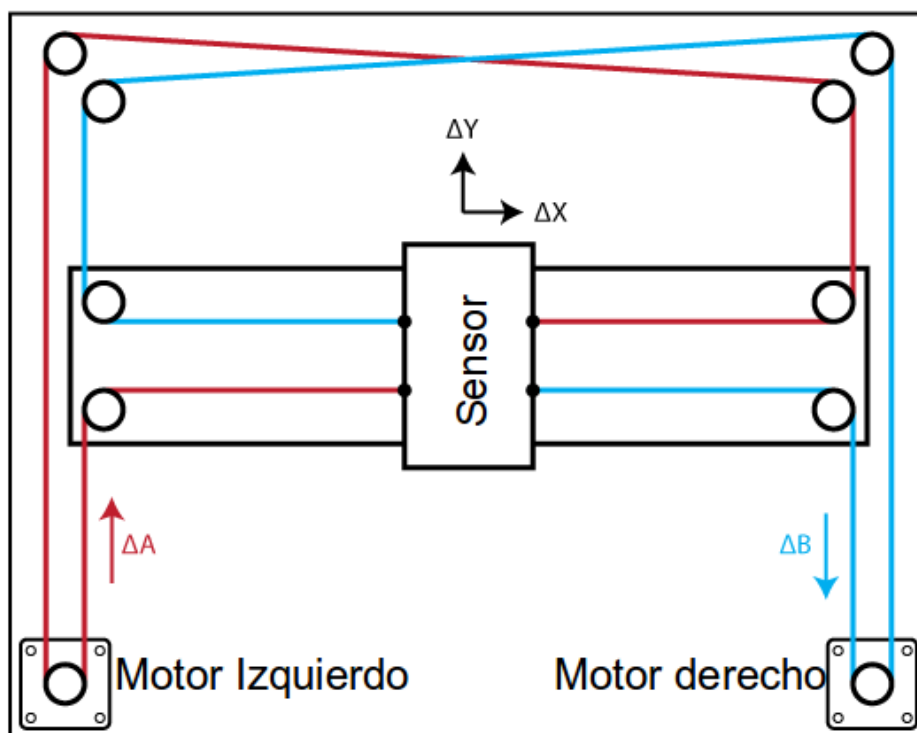 ΔY
ΔX
Sensor
ΔA
ΔB
Motor Izquierdo
Motor derecho